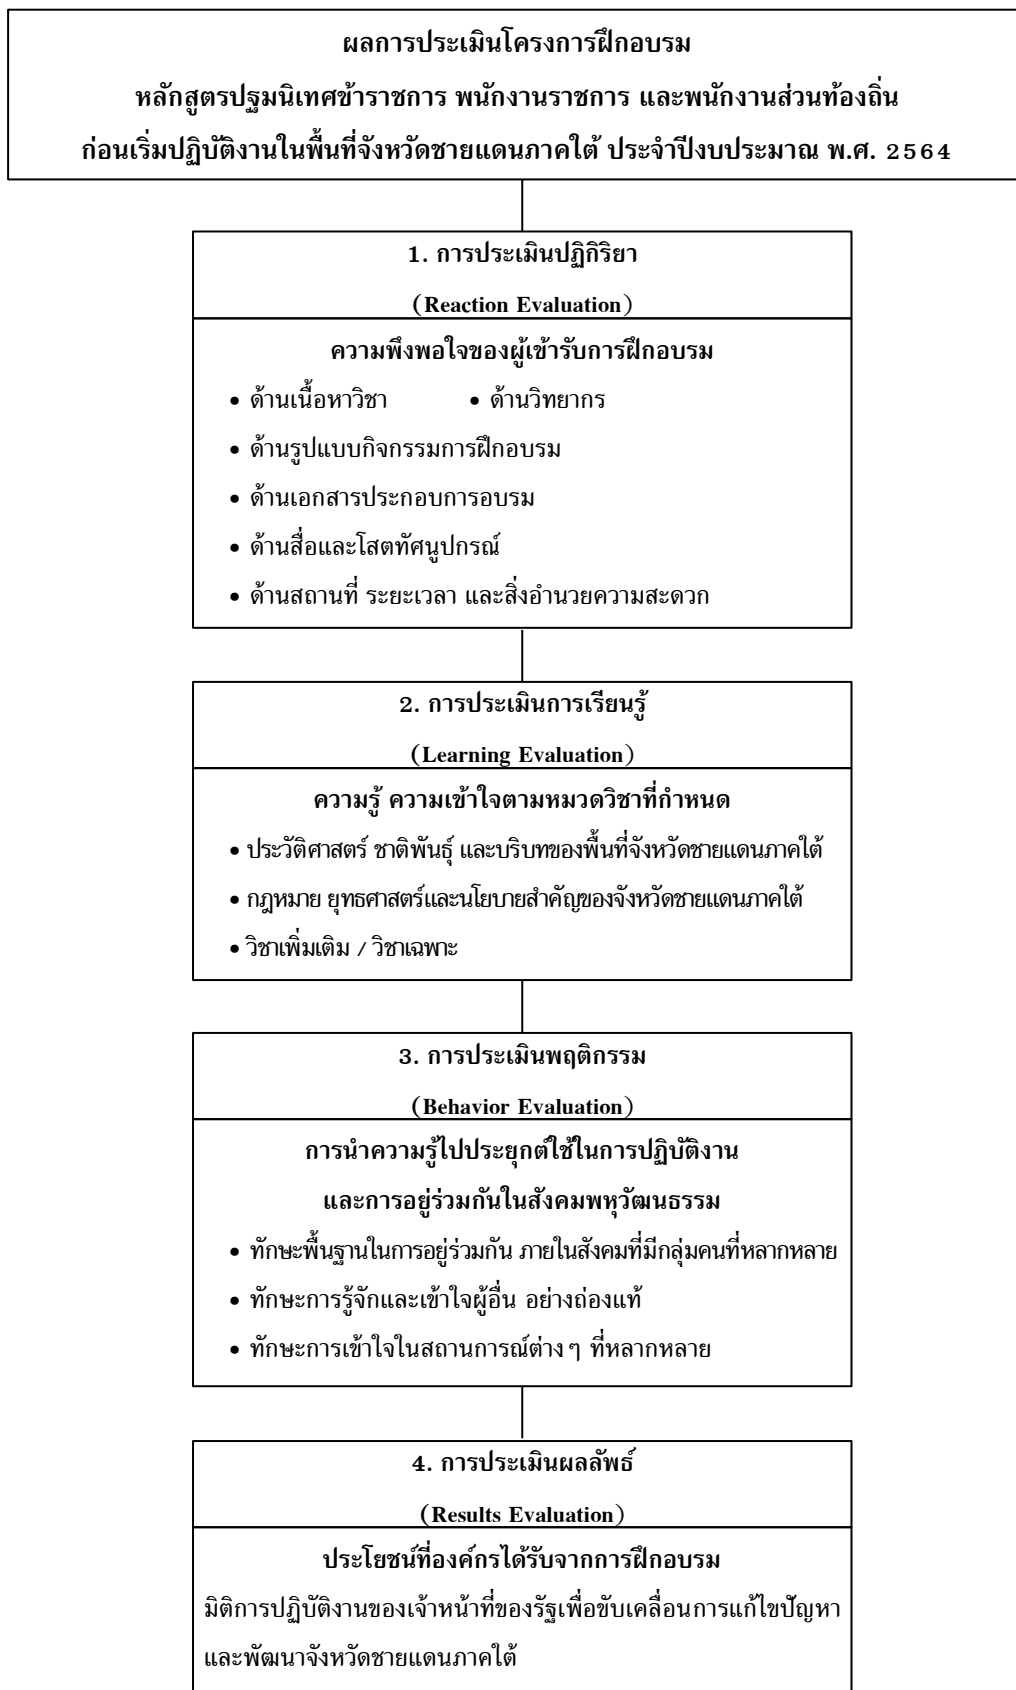 ผลการประเมินโครงการฝึกอบรม
หลักสูตรปฐมนิเทศข้าราชการ พนักงานราชการ และพนักงานส่วนท้องถิ่น
ก่อนเริ่มปฏิบัติงานในพื้นที่จังหวัดชายแดนภาคใต้ ประจำปีงบประมาณ พ.ศ. 2564
1. การประเมินปฏิกิริยา
(Reaction Evaluation)
ความพึงพอใจของผู้เข้ารับการฝึกอบรม
• ด้านเนื้อหาวิชา • ด้านวิทยากร
• ด้านรูปแบบกิจกรรมการฝึกอบรม
• ด้านเอกสารประกอบการอบรม
• ด้านสื่อและโสตทัศนูปกรณ์
• ด้านสถานที่ ระยะเวลา และสิ่งอำนวยความสะดวก
2. การประเมินการเรียนรู้
(Learning Evaluation)
ความรู้ ความเข้าใจตามหมวดวิชาที่กำหนด
• ประวัติศาสตร์ ชาติพันธุ์ และบริบทของพื้นที่จังหวัดชายแดนภาคใต้
• กฎหมาย ยุทธศาสตร์และนโยบายสำคัญของจังหวัดชายแดนภาคใต้
• วิชาเพิ่มเติม / วิชาเฉพาะ
3. การประเมินพฤติกรรม
(Behavior Evaluation)
การนำความรู้ไปประยุกต์ใช้ในการปฏิบัติงาน
และการอยู่ร่วมกันในสังคมพหุวัฒนธรรม
• ทักษะพื้นฐานในการอยู่ร่วมกัน ภายในสังคมที่มีกลุ่มคนที่หลากหลาย
• ทักษะการรู้จักและเข้าใจผู้อื่น อย่างถ่องแท้
• ทักษะการเข้าใจในสถานการณ์ต่าง ๆ ที่หลากหลาย
4. การประเมินผลลัพธ์
(Results Evaluation)
ประโยชน์ที่องค์กรได้รับจากการฝึกอบรม
มิติการปฏิบัติงานของเจ้าหน้าที่ของรัฐเพื่อขับเคลื่อนการแก้ไขปัญหา
และพัฒนาจังหวัดชายแดนภาคใต้